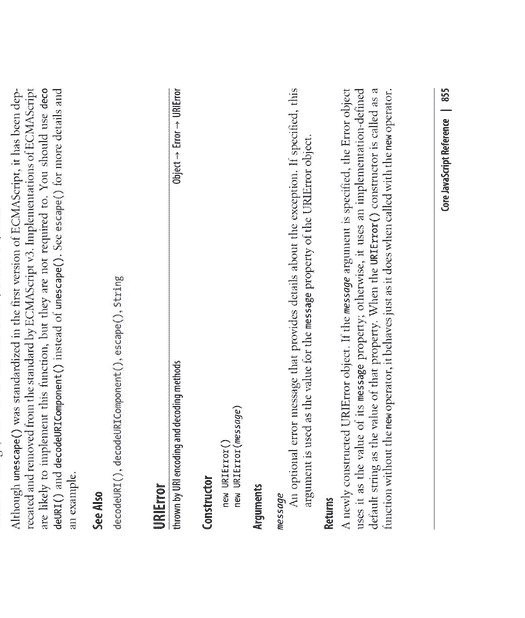 Although unescape() was standardized in the first version of ECMAScript, it has been dep-
recated and removed from the standard by ECMAScript v3. Implementations of ECMAScript
are likely to implement this function, but they are not required to. You should use deco
deURI() and decodeURIComponent() instead of unescape(). See escape() for more details and
an example.
See Also
decodeURI(), decodeURIComponent(), escape(), String
URIError
thrown by URI encoding and decoding methods Object → Error → URIError
Constructor
new URIError()
new URIError(message)
Arguments
message
An optional error message that provides details about the exception. If specified, this
argument is used as the value for the message property of the URIError object.
Returns
A newly constructed URIError object. If the message argument is specified, the Error object
uses it as the value of its message property; otherwise, it uses an implementation-defined
default string as the value of that property. When the URIError() constructor is called as a
function without the new operator, it behaves just as it does when called with the new operator.
Core JavaScript Reference | 855